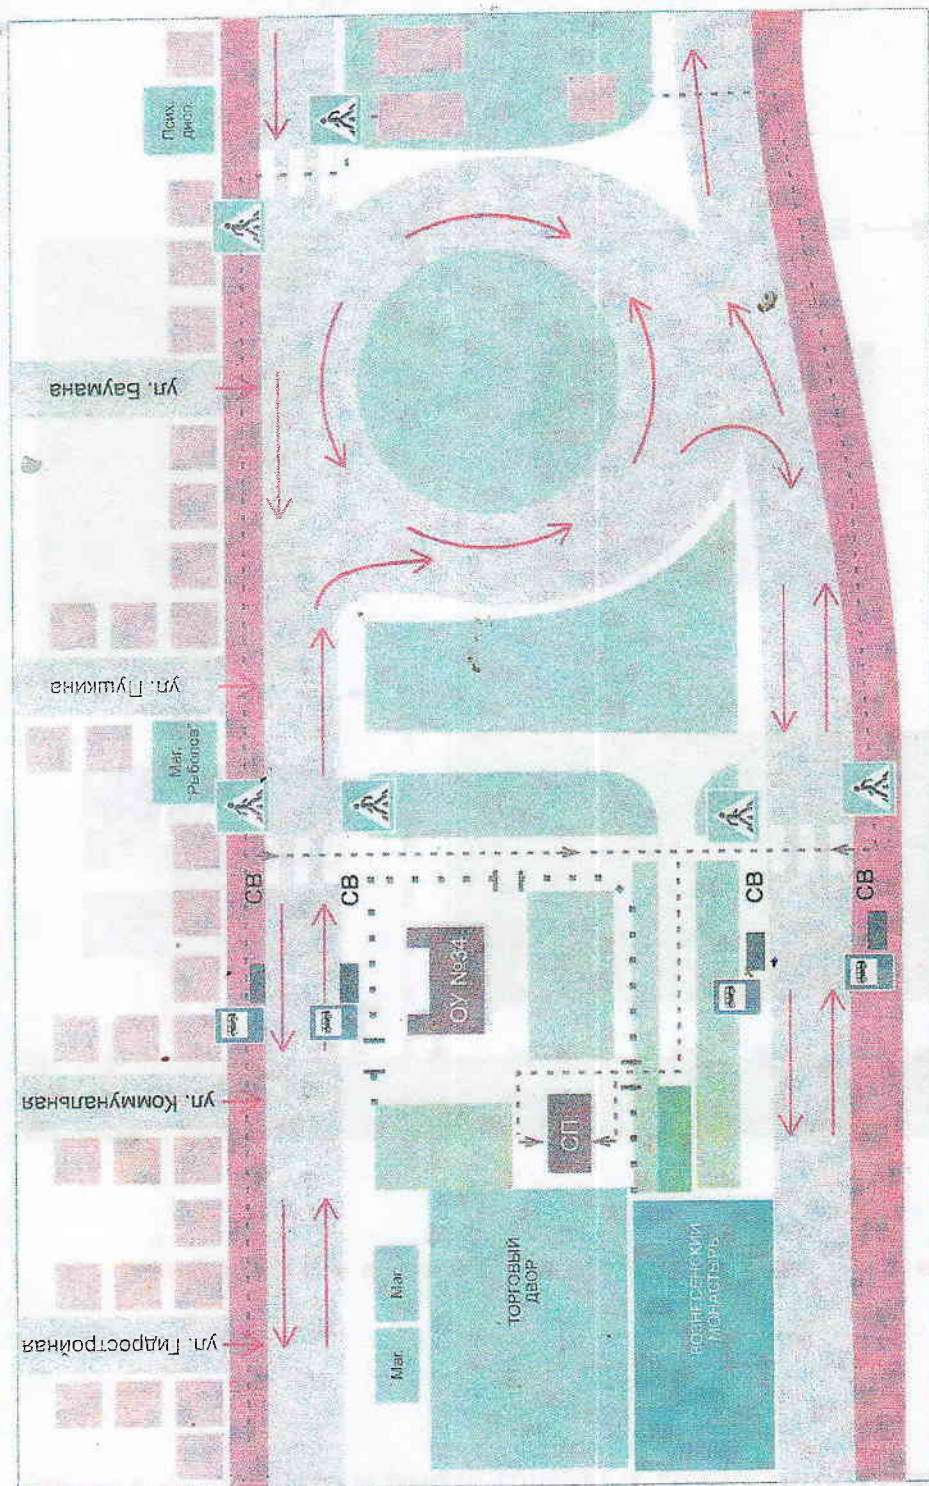 Псих.
дисп.
ул. Баумана
ул. Пушкина
Маг.
"Рыболов"
СВ
СВ
СВ
СВ
ОУ №34
ул. Коммунальная
СП
ул. Гидростройная
Маг.
Маг.
ТОРГОВЫЙ
ДВОР
ВОЗНЕСЕНСКИЙ
МОНАСТЫРЬ